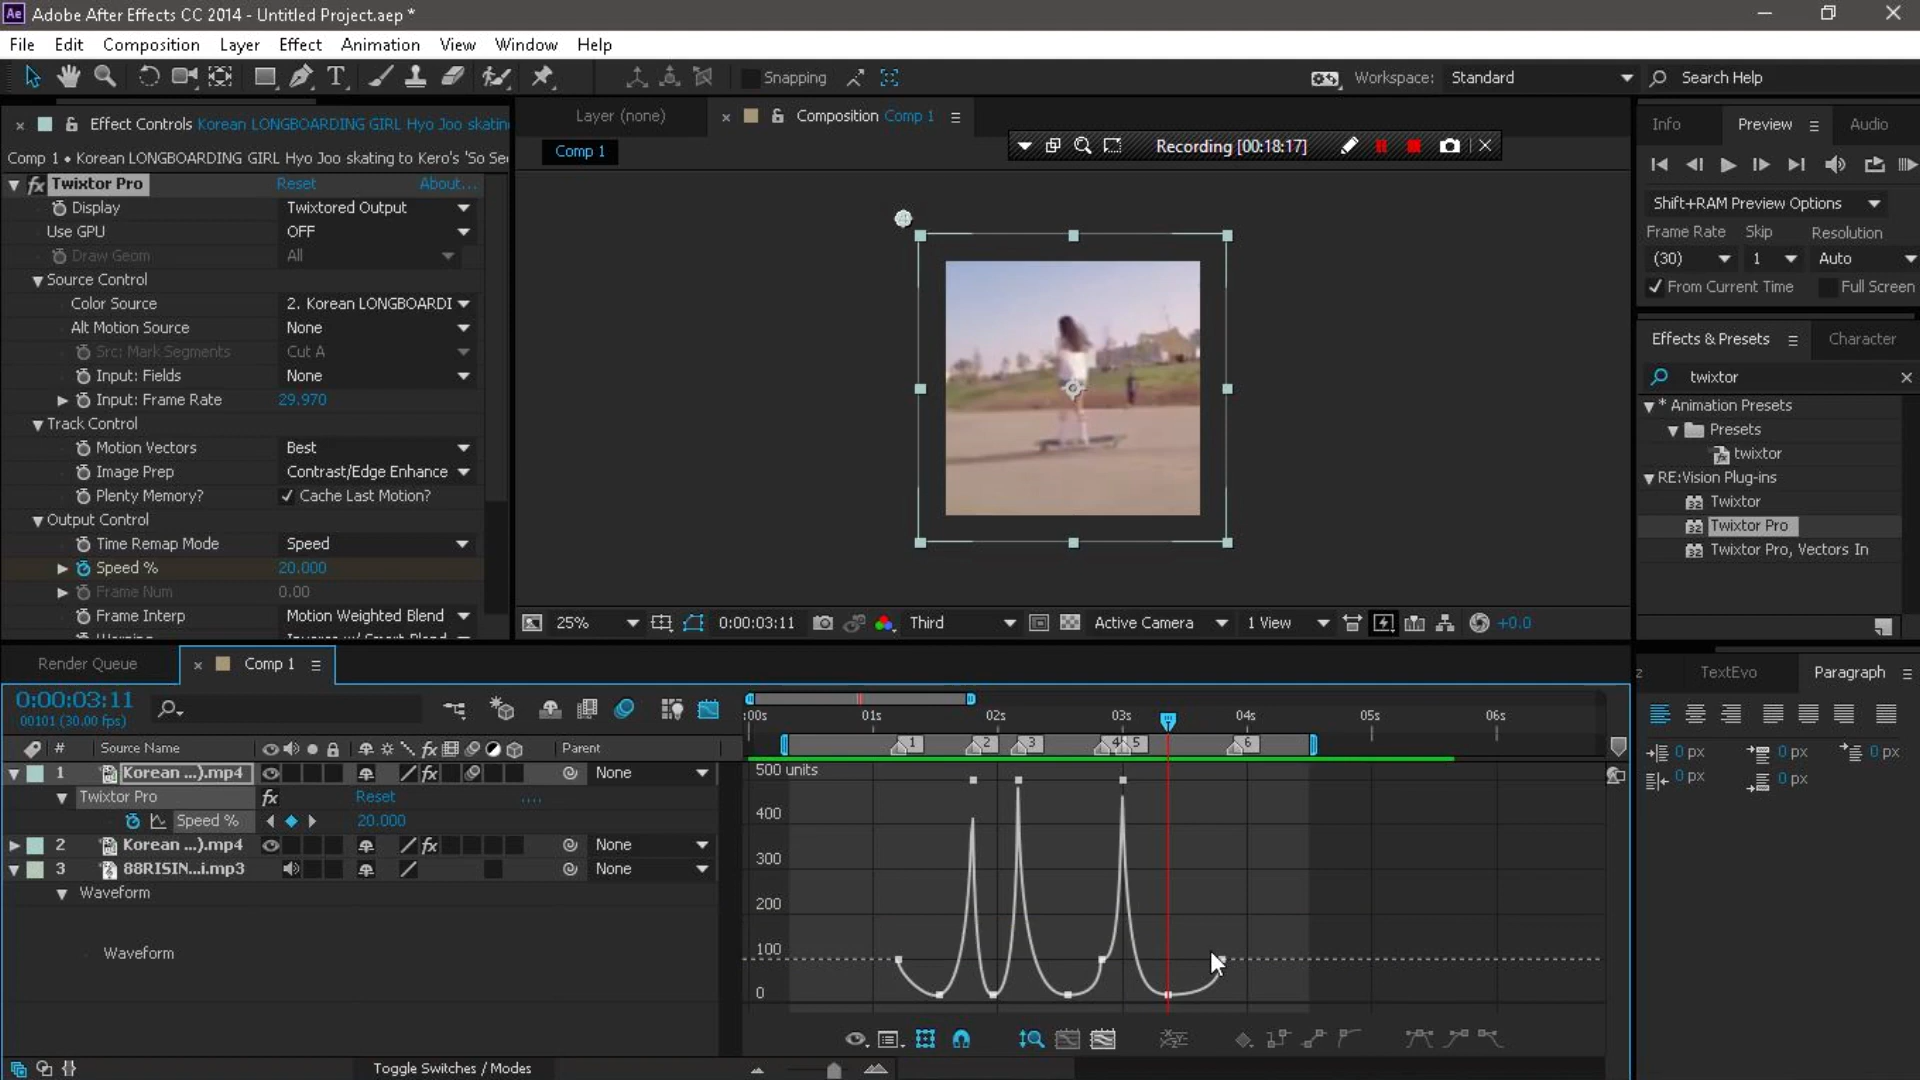 Ae Adobe After Effects CC 2014 - Untitled Project.aep *
File Edit Composition Layer Effect Animation View Window Help
T Snapping Workspace: Standard Search Help
Effect Controls Korean LONGBOARDING GIRL Hyo Joo skatin
Comp 1 • Korean LONGBOARDING GIRL Hyo Joo skating to Kero's 'So Se
fx Twixtor Pro Reset About...
Display Twixtored Output
Use GPU OFF
Draw Geom All
Source Control
Color Source 2. Korean LONGBOARDI
Alt Motion Source None
Src: Mark Segments Cut A
Input: Fields None
Input: Frame Rate 29.970
Track Control
Motion Vectors Best
Image Prep Contrast/Edge Enhance
Plenty Memory? Cache Last Motion?
Output Control
Time Remap Mode Speed
Speed % 20.000
Frame Num 0.00
Frame Interp Motion Weighted Blend
Layer (none) Composition Comp 1
Comp 1
Recording [00:18:17]
25% 0:00:03:11 Third Active Camera 1 View +0.0
Info Preview Audio
Shift+RAM Preview Options
Frame Rate Skip Resolution
(30) 1 Auto
From Current Time Full Screen
Effects & Presets Character
twixtor
* Animation Presets
Presets
twixtor
RE:Vision Plug-ins
32 Twixtor
32 Twixtor Pro
32 Twixtor Pro, Vectors In
Render Queue Comp 1
0:00:03:11
00101 (30.00 fps)
:00s 01s 02s 03s 04s 05s 06s
# Source Name fx Parent
1 2 3 4 5 6
1 Korean ...).mp4 fx None
Twixtor Pro fx Reset ....
Speed % 20.000
2 Korean ...).mp4 fx None
3 88RISIN...i.mp3 None
Waveform
Waveform
500 units
400
300
200
100
0
Toggle Switches / Modes
z TextEvo Paragraph
0 px 0 px 0 px
0 px 0 px